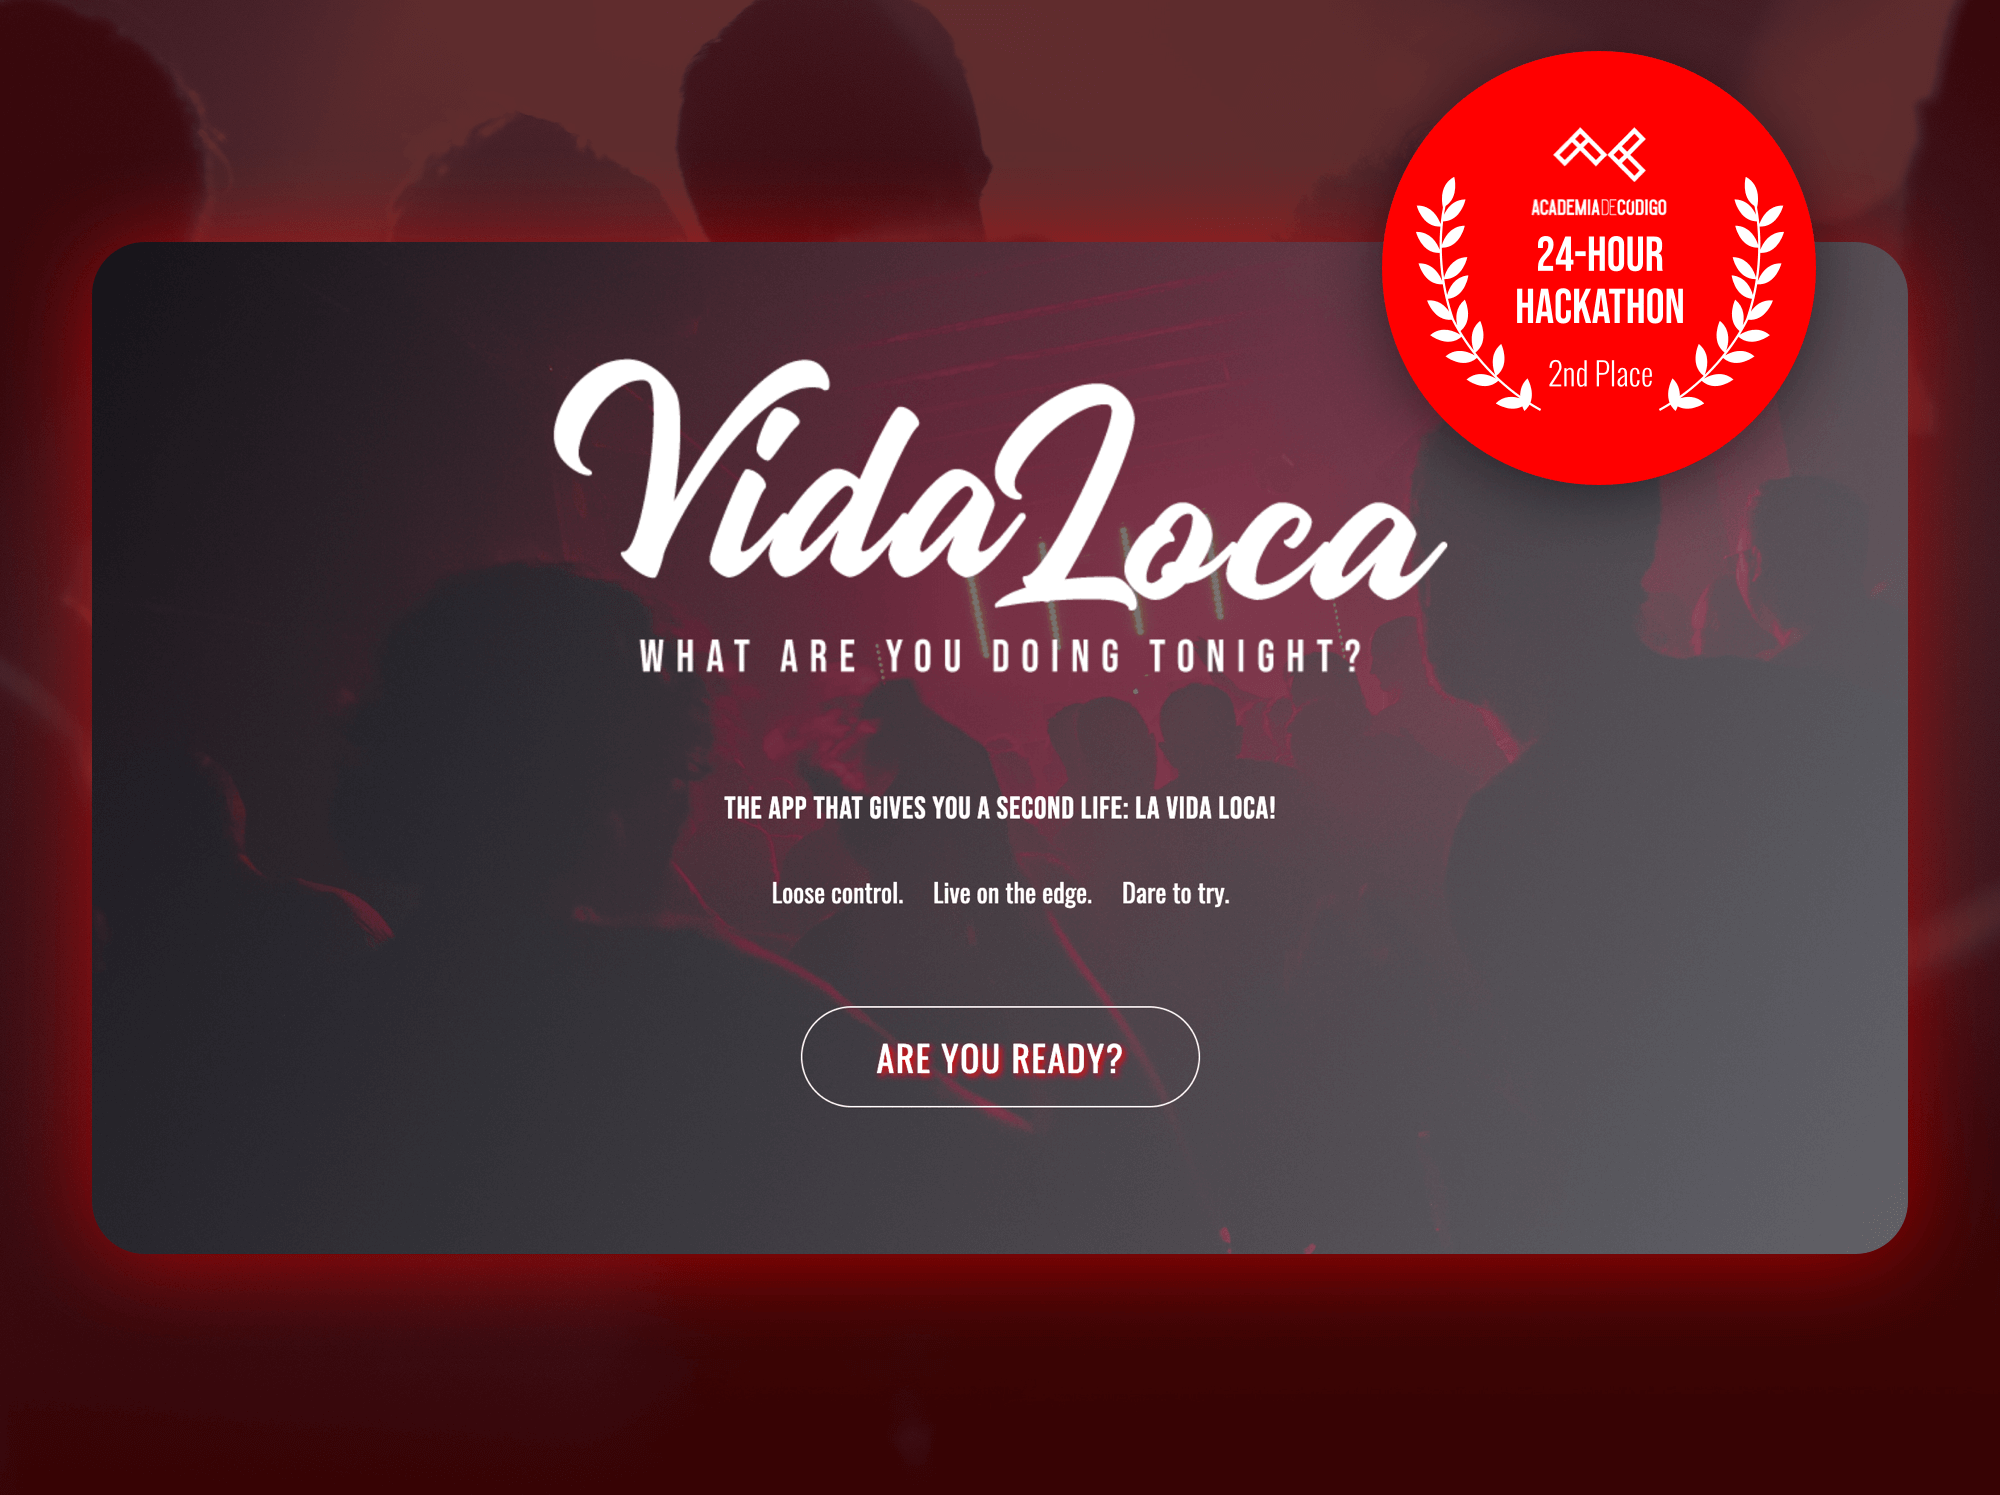 ACADEMIADECÓDIGO
24-HOUR
HACKATHON
2nd Place
VidaLoca
WHAT ARE YOU DOING TONIGHT?
THE APP THAT GIVES YOU A SECOND LIFE: LA VIDA LOCA!
Loose control. Live on the edge. Dare to try.
ARE YOU READY?